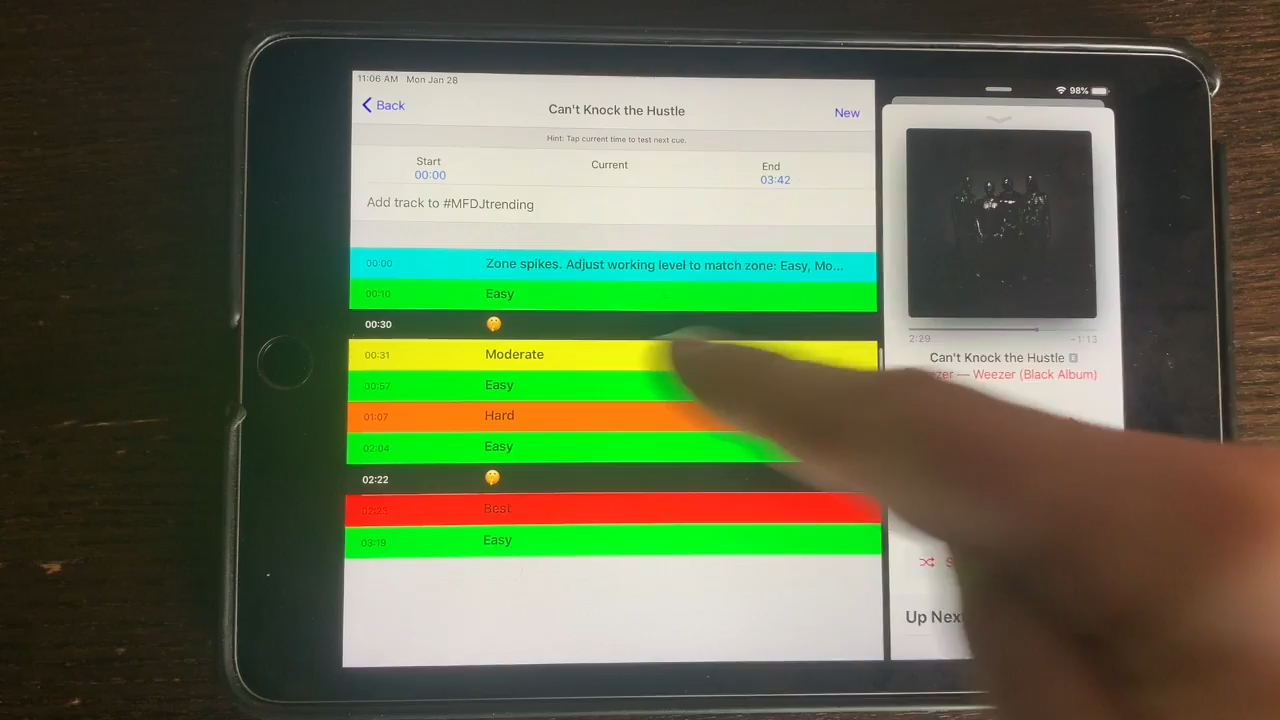 11:06 AM Mon Jan 28
98%
Back
Can't Knock the Hustle
New
Hint: Tap current time to test next cue.
Start
Current
End
00:00
03:42
Add track to #MFDJtrending
00:00 Zone spikes. Adjust working level to match zone: Easy, Mo...
00:10 Easy
00:30 🤫
00:31 Moderate
00:57 Easy
01:07 Hard
02:04 Easy
02:22 🤫
02:23 Best
03:19 Easy
2:29 -1:13
Can't Knock the Hustle E
Weezer (Black Album)
Up Next